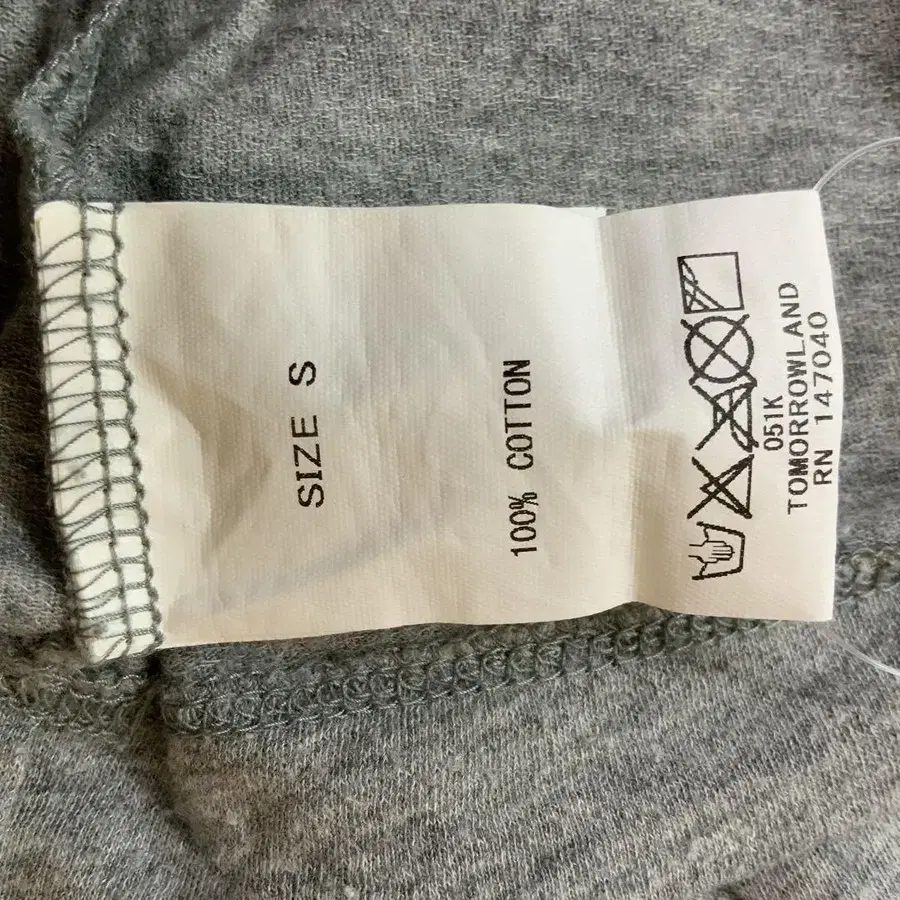 SIZE S
100% COTTON
051K
TOMORROWLAND
RN 147040